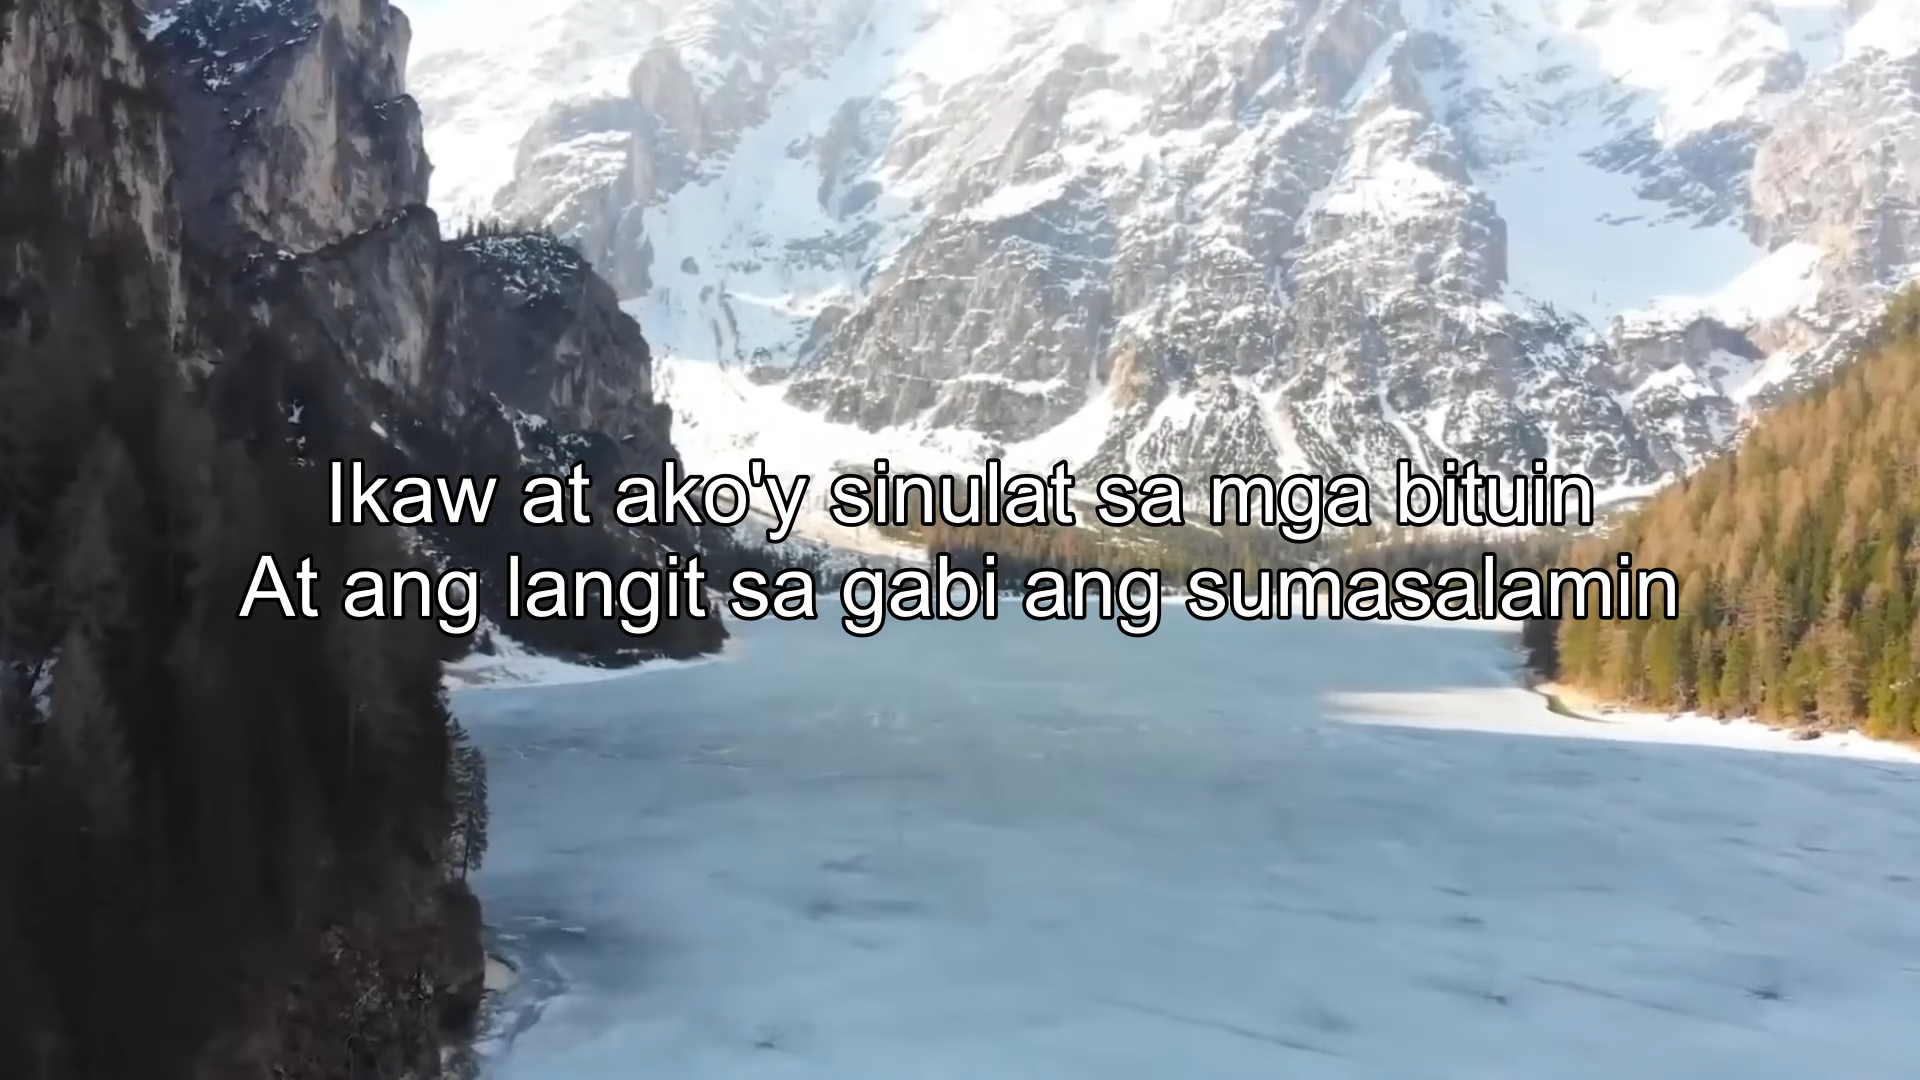 Ikaw at ako'y sinulat sa mga bituin
At ang langit sa gabi ang sumasalamin